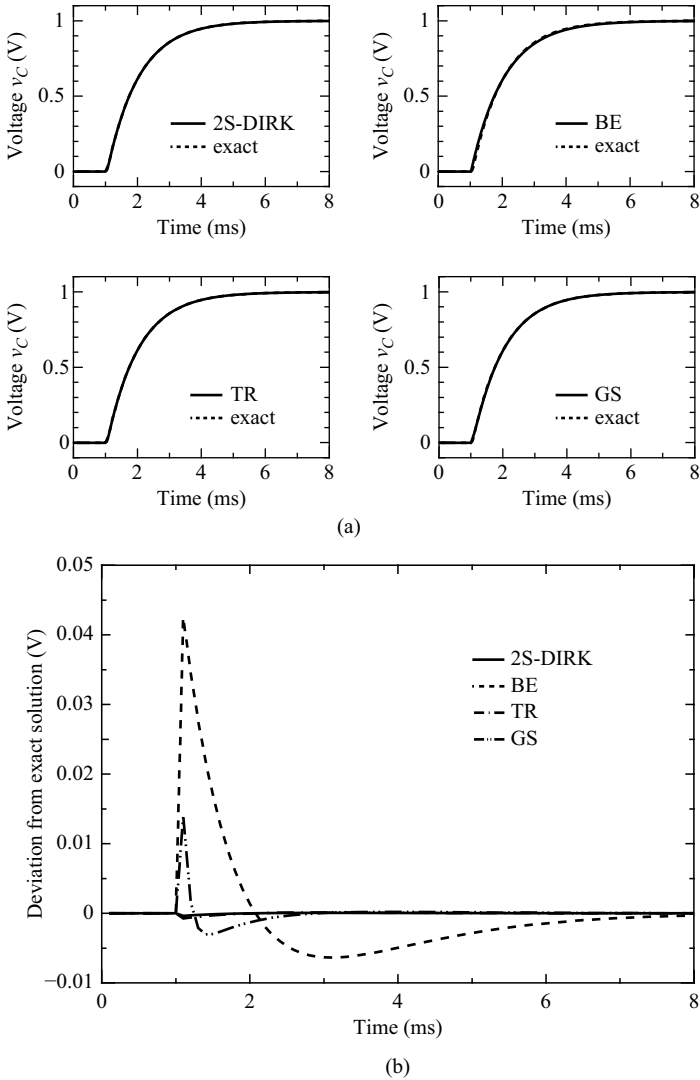 Voltage v_C (V)
1
0.5
0
2S-DIRK
exact
0 2 4 6 8
Time (ms)
Voltage v_C (V)
1
0.5
0
BE
exact
0 2 4 6 8
Time (ms)
Voltage v_C (V)
1
0.5
0
TR
exact
0 2 4 6 8
Time (ms)
Voltage v_C (V)
1
0.5
0
GS
exact
0 2 4 6 8
Time (ms)
(a)
Deviation from exact solution (V)
0.05
0.04
0.03
0.02
0.01
0
−0.01
2S-DIRK
BE
TR
GS
0 2 4 6 8
Time (ms)
(b)